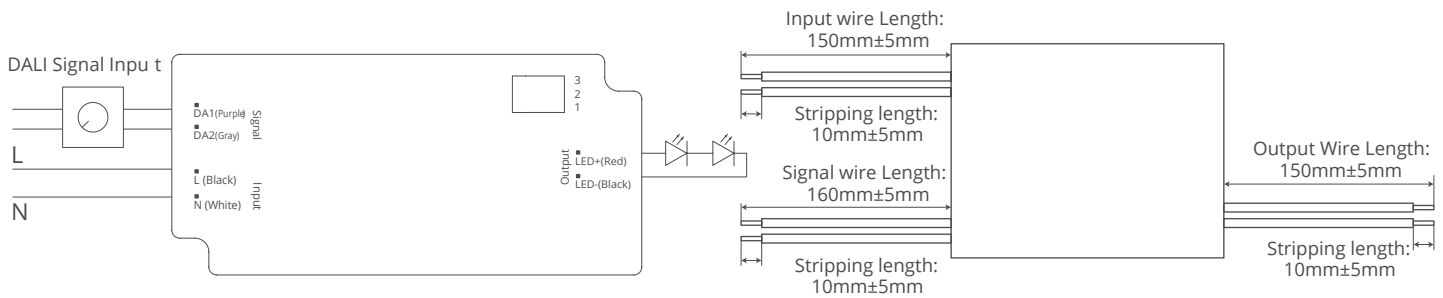 DALI Signal Inpu t
L
N
DA1(Purple)
DA2(Gray)
Signal
L (Black)
N (White)
Input
3
2
1
Output
LED+(Red)
LED-(Black)
Input wire Length:
150mm±5mm
Stripping length:
10mm±5mm
Signal wire Length:
160mm±5mm
Stripping length:
10mm±5mm
Output Wire Length:
150mm±5mm
Stripping length:
10mm±5mm